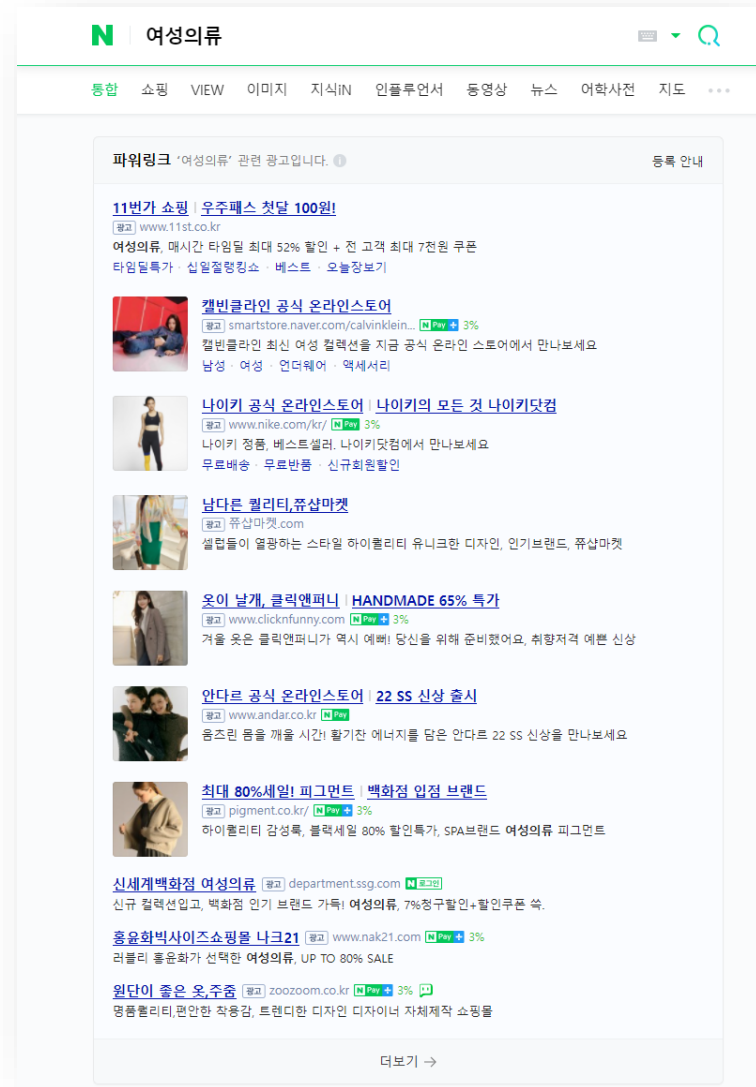 N 여성의류
통합 쇼핑 VIEW 이미지 지식iN 인플루언서 동영상 뉴스 어학사전 지도
파워링크 '여성의류' 관련 광고입니다. 등록 안내
11번가 쇼핑 우주패스 첫달 100원!
광고 www.11st.co.kr
여성의류, 매시간 타임딜 최대 52% 할인 + 전 고객 최대 7천원 쿠폰
타임딜특가 · 십일절랭킹쇼 · 베스트 · 오늘장보기
캘빈클라인 공식 온라인스토어
광고 smartstore.naver.com/calvinklein... N Pay + 3%
캘빈클라인 최신 여성 컬렉션을 지금 공식 온라인 스토어에서 만나보세요
남성 · 여성 · 언더웨어 · 액세서리
나이키 공식 온라인스토어 나이키의 모든 것 나이키닷컴
광고 www.nike.com/kr/ N Pay 3%
나이키 정품, 베스트셀러. 나이키닷컴에서 만나보세요
무료배송 · 무료반품 · 신규회원할인
남다른 퀄리티,쮸샵마켓
광고 쮸샵마켓.com
셀럽들이 열광하는 스타일 하이퀄리티 유니크한 디자인, 인기브랜드, 쮸샵마켓
옷이 날개, 클릭앤퍼니 HANDMADE 65% 특가
광고 www.clicknfunny.com N Pay + 3%
겨울 옷은 클릭앤퍼니가 역시 예뻐! 당신을 위해 준비했어요, 취향저격 예쁜 신상
안다르 공식 온라인스토어 22 SS 신상 출시
광고 www.andar.co.kr N Pay
움츠린 몸을 깨울 시간! 활기찬 에너지를 담은 안다르 22 SS 신상을 만나보세요
최대 80%세일! 피그먼트 백화점 입점 브랜드
광고 pigment.co.kr/ N Pay + 3%
하이퀄리티 감성룩, 블랙세일 80% 할인특가, SPA브랜드 여성의류 피그먼트
신세계백화점 여성의류 광고 department.ssg.com N 로그인
신규 컬렉션입고, 백화점 인기 브랜드 가득! 여성의류, 7%청구할인+할인쿠폰 쏙.
홍윤화빅사이즈쇼핑몰 나크21 광고 www.nak21.com N Pay + 3%
러블리 홍윤화가 선택한 여성의류, UP TO 80% SALE
원단이 좋은 옷,주줌 광고 zoozoom.co.kr N Pay + 3%
명품퀄리티,편안한 착용감, 트렌디한 디자인 디자이너 자체제작 쇼핑몰
더보기 →